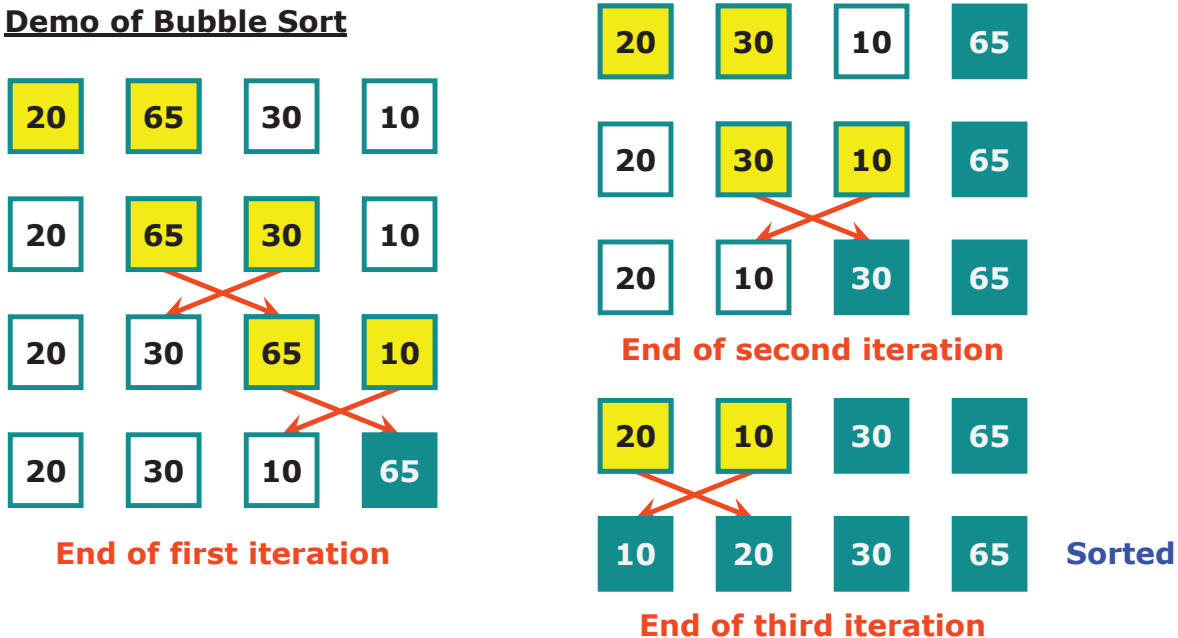 Demo of Bubble Sort
20 65 30 10
20 65 30 10
20 30 65 10
20 30 10 65
End of first iteration
20 30 10 65
20 30 10 65
20 10 30 65
End of second iteration
20 10 30 65
10 20 30 65 Sorted
End of third iteration